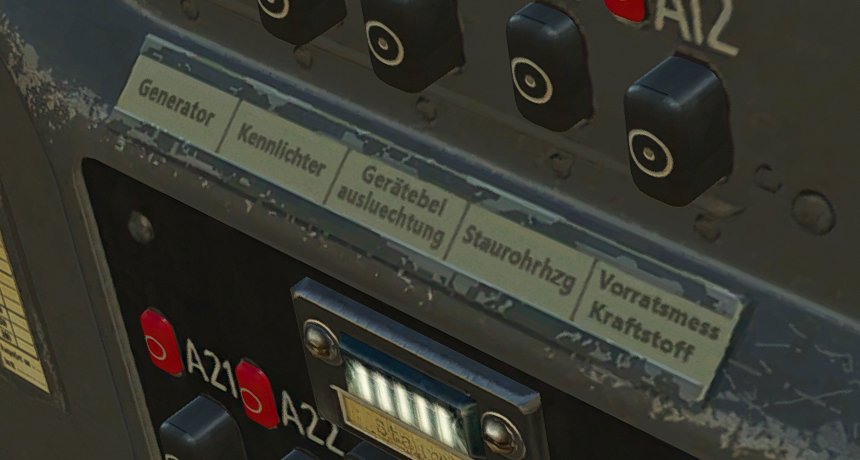 A12
Generator
Kennlichter
Gerätebel
ausluechtung
Staurohrhzg
Vorratsmess
Kraftstoff
A21
A22